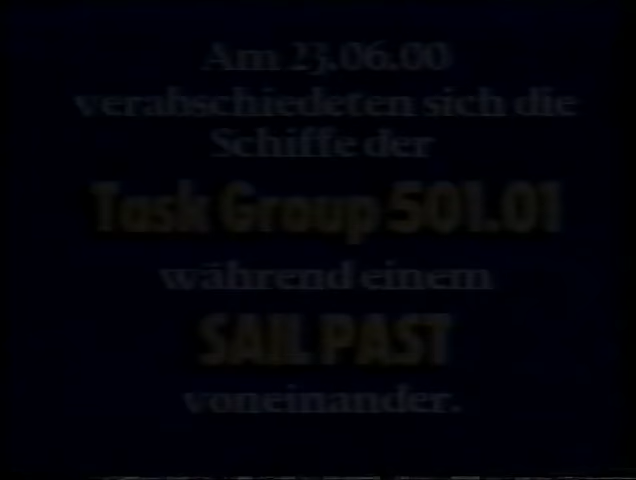 Am 23.06.00
verabschiedeten sich die
Schiffe der
Task Group 501.01
während einem
SAIL PAST
voneinander.